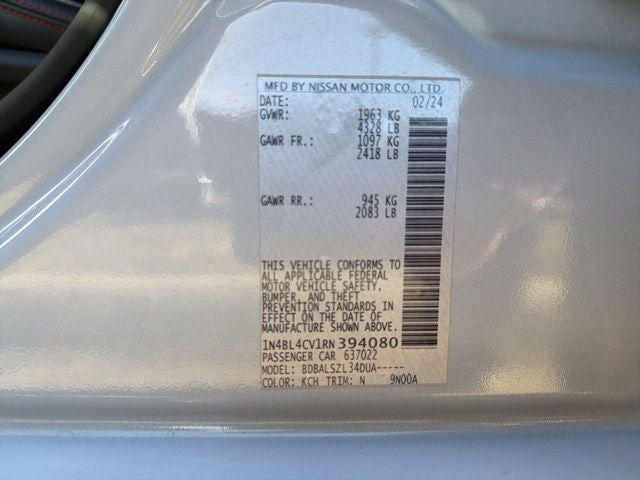 MFD BY NISSAN MOTOR CO., LTD.
DATE: 02/24
GVWR: 1963 KG
4328 LB
GAWR FR.: 1097 KG
2418 LB
GAWR RR.: 945 KG
2083 LB
THIS VEHICLE CONFORMS TO
ALL APPLICABLE FEDERAL
MOTOR VEHICLE SAFETY,
BUMPER, AND THEFT
PREVENTION STANDARDS IN
EFFECT ON THE DATE OF
MANUFACTURE SHOWN ABOVE.
1N4BL4CV1RN394080
PASSENGER CAR 637022
MODEL: BDBALSZL34DUA-----
COLOR: KCH TRIM: N 9N00A